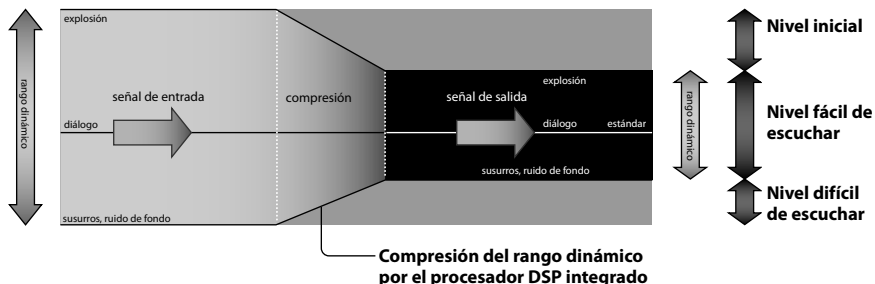 explosión
Nivel inicial
rango dinámico
señal de entrada
compresión
señal de salida
explosión
rango dinámico
Nivel fácil de
escuchar
diálogo
diálogo
estándar
susurros, ruido de fondo
Nivel difícil
de escuchar
susurros, ruido de fondo
Compresión del rango dinámico
por el procesador DSP integrado